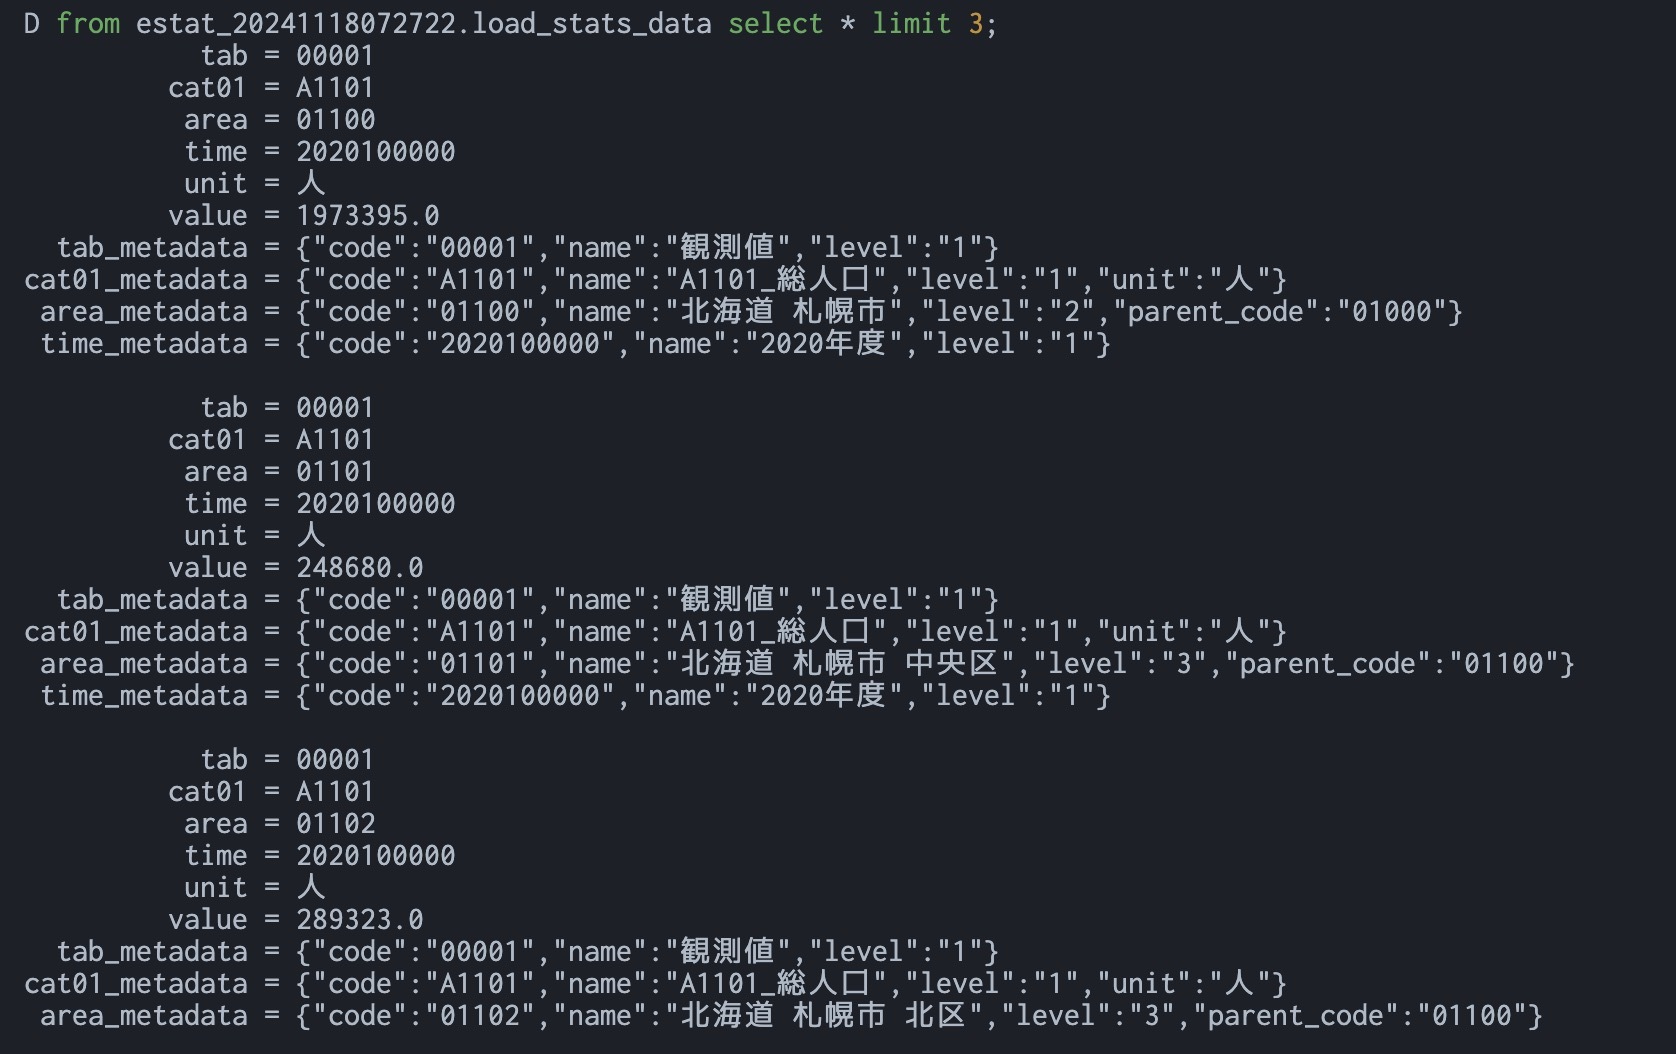 D from estat_20241118072722.load_stats_data select * limit 3;
tab = 00001
cat01 = A1101
area = 01100
time = 2020100000
unit = 人
value = 1973395.0
tab_metadata = {"code":"00001","name":"観測値","level":"1"}
cat01_metadata = {"code":"A1101","name":"A1101_総人口","level":"1","unit":"人"}
area_metadata = {"code":"01100","name":"北海道 札幌市","level":"2","parent_code":"01000"}
time_metadata = {"code":"2020100000","name":"2020年度","level":"1"}
tab = 00001
cat01 = A1101
area = 01101
time = 2020100000
unit = 人
value = 248680.0
tab_metadata = {"code":"00001","name":"観測値","level":"1"}
cat01_metadata = {"code":"A1101","name":"A1101_総人口","level":"1","unit":"人"}
area_metadata = {"code":"01101","name":"北海道 札幌市 中央区","level":"3","parent_code":"01100"}
time_metadata = {"code":"2020100000","name":"2020年度","level":"1"}
tab = 00001
cat01 = A1101
area = 01102
time = 2020100000
unit = 人
value = 289323.0
tab_metadata = {"code":"00001","name":"観測値","level":"1"}
cat01_metadata = {"code":"A1101","name":"A1101_総人口","level":"1","unit":"人"}
area_metadata = {"code":"01102","name":"北海道 札幌市 北区","level":"3","parent_code":"01100"}